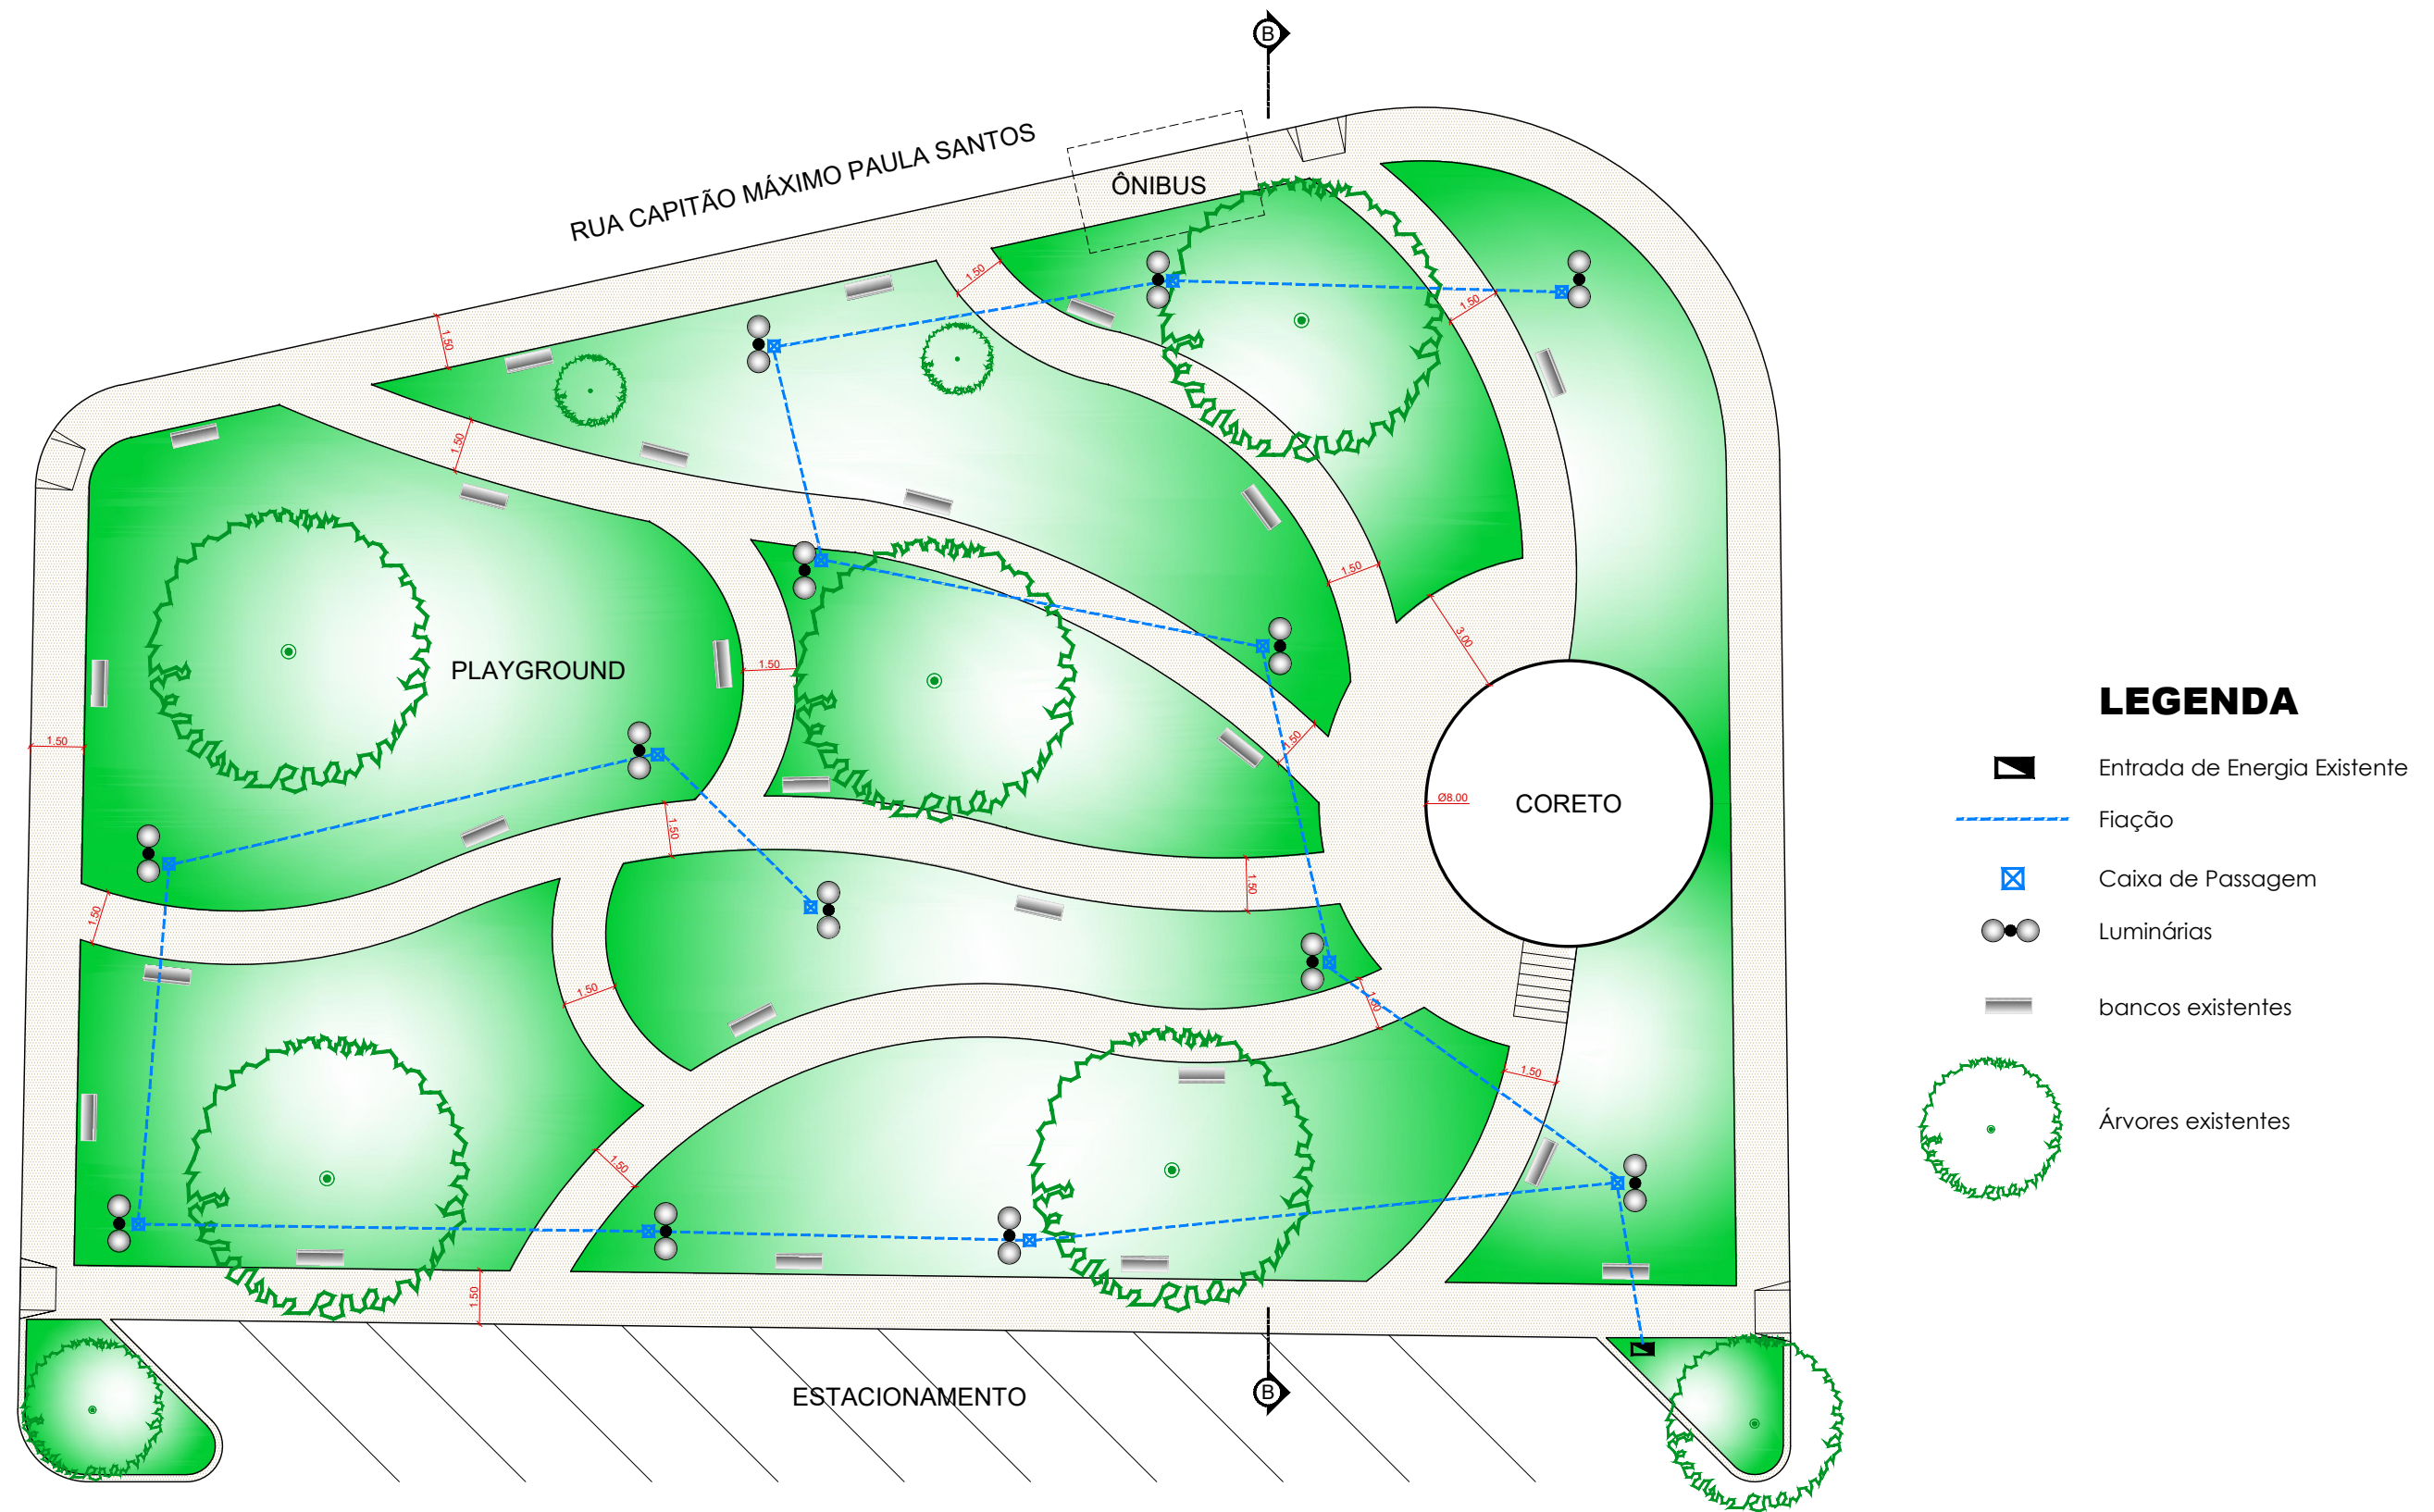 B
RUA CAPITÃO MÁXIMO PAULA SANTOS
ÔNIBUS
1.50
1.50
1.50
1.50
1.50
3.00
PLAYGROUND
1.50
1.50
1.50
LEGENDA
Entrada de Energia Existente
Ø8.00
CORETO
Fiação
1.50
1.50
Caixa de Passagem
1.50
Luminárias
1.50
1.50
bancos existentes
1.50
Árvores existentes
1.50
1.50
ESTACIONAMENTO
B